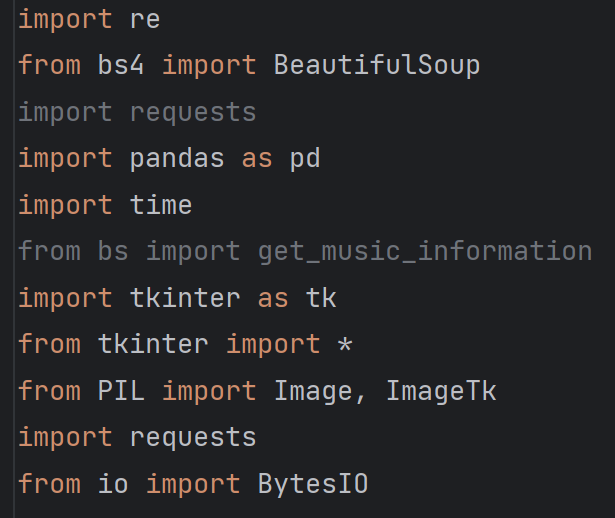 import re
from bs4 import BeautifulSoup
import requests
import pandas as pd
import time
from bs import get_music_information
import tkinter as tk
from tkinter import *
from PIL import Image, ImageTk
import requests
from io import BytesIO